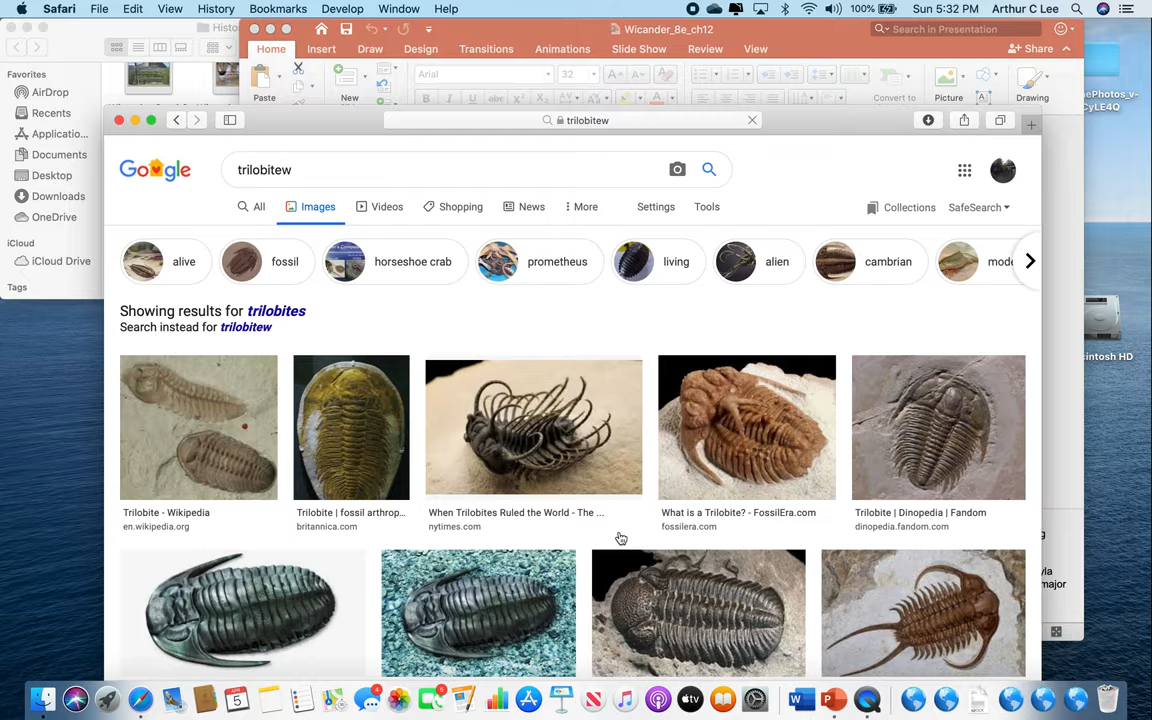 Safari File Edit View History Bookmarks Develop Window Help 100% Sun 5:32 PM Arthur C Lee
Wicander_8e_ch12
Search in Presentation
Home Insert Draw Design Transitions Animations Slide Show Review View Share
Paste New Arial 32 Convert to Picture Drawing
Favorites
AirDrop
Recents
Applicatio...
Documents
Desktop
Downloads
OneDrive
iCloud
iCloud Drive
Tags
trilobitew
Google
trilobitew
All Images Videos Shopping News More Settings Tools Collections SafeSearch
alive fossil horseshoe crab prometheus living alien cambrian
Showing results for trilobites
Search instead for trilobitew
Trilobite - Wikipedia
en.wikipedia.org
Trilobite | fossil arthrop...
britannica.com
When Trilobites Ruled the World - The ...
nytimes.com
What is a Trilobite? - FossilEra.com
fossilera.com
Trilobite | Dinopedia | Fandom
dinopedia.fandom.com
major